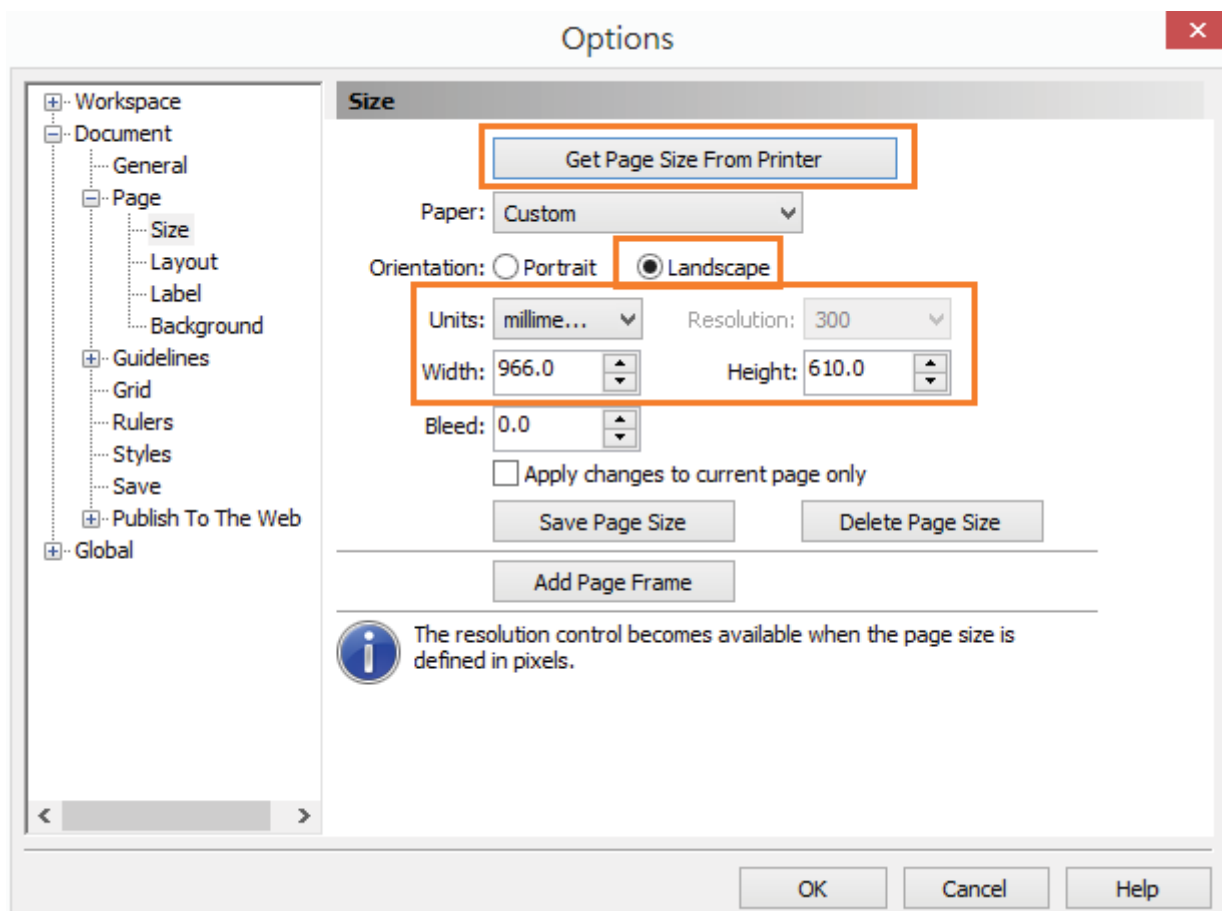 Options
Workspace
Document
General
Page
Size
Layout
Label
Background
Guidelines
Grid
Rulers
Styles
Save
Publish To The Web
Global
Size
Get Page Size From Printer
Paper: Custom
Orientation: Portrait Landscape
Units: millime... Resolution: 300
Width: 966.0 Height: 610.0
Bleed: 0.0
Apply changes to current page only
Save Page Size Delete Page Size
Add Page Frame
The resolution control becomes available when the page size is
defined in pixels.
OK Cancel Help